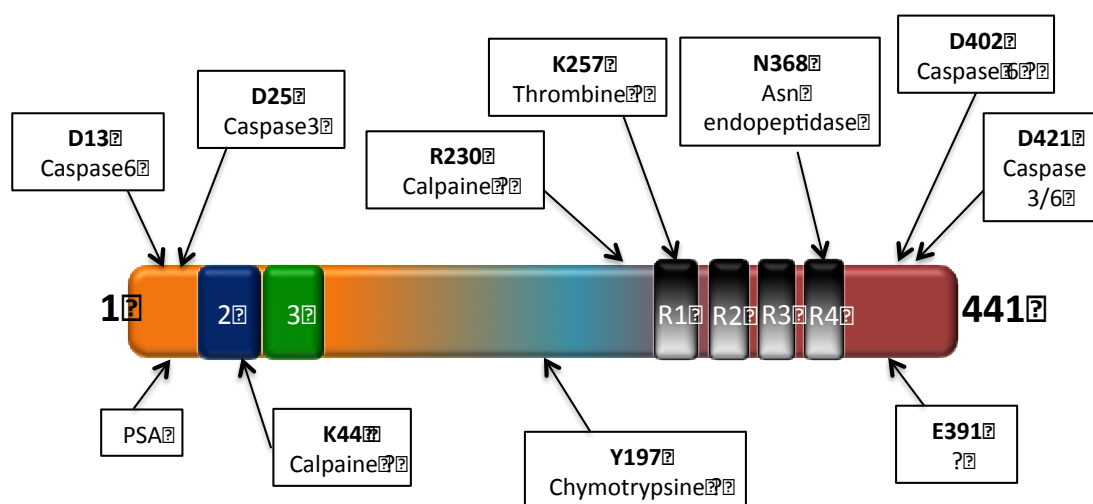 D402
Caspase 6 ?
K257
Thrombine ?
N368
Asn
endopeptidase
D25
Caspase3
D13
Caspase6
R230
Calpaine ?
D421
Caspase
3/6
1
2
3
R1
R2
R3
R4
441
PSA
K44
Calpaine ?
Y197
Chymotrypsine ?
E391
?